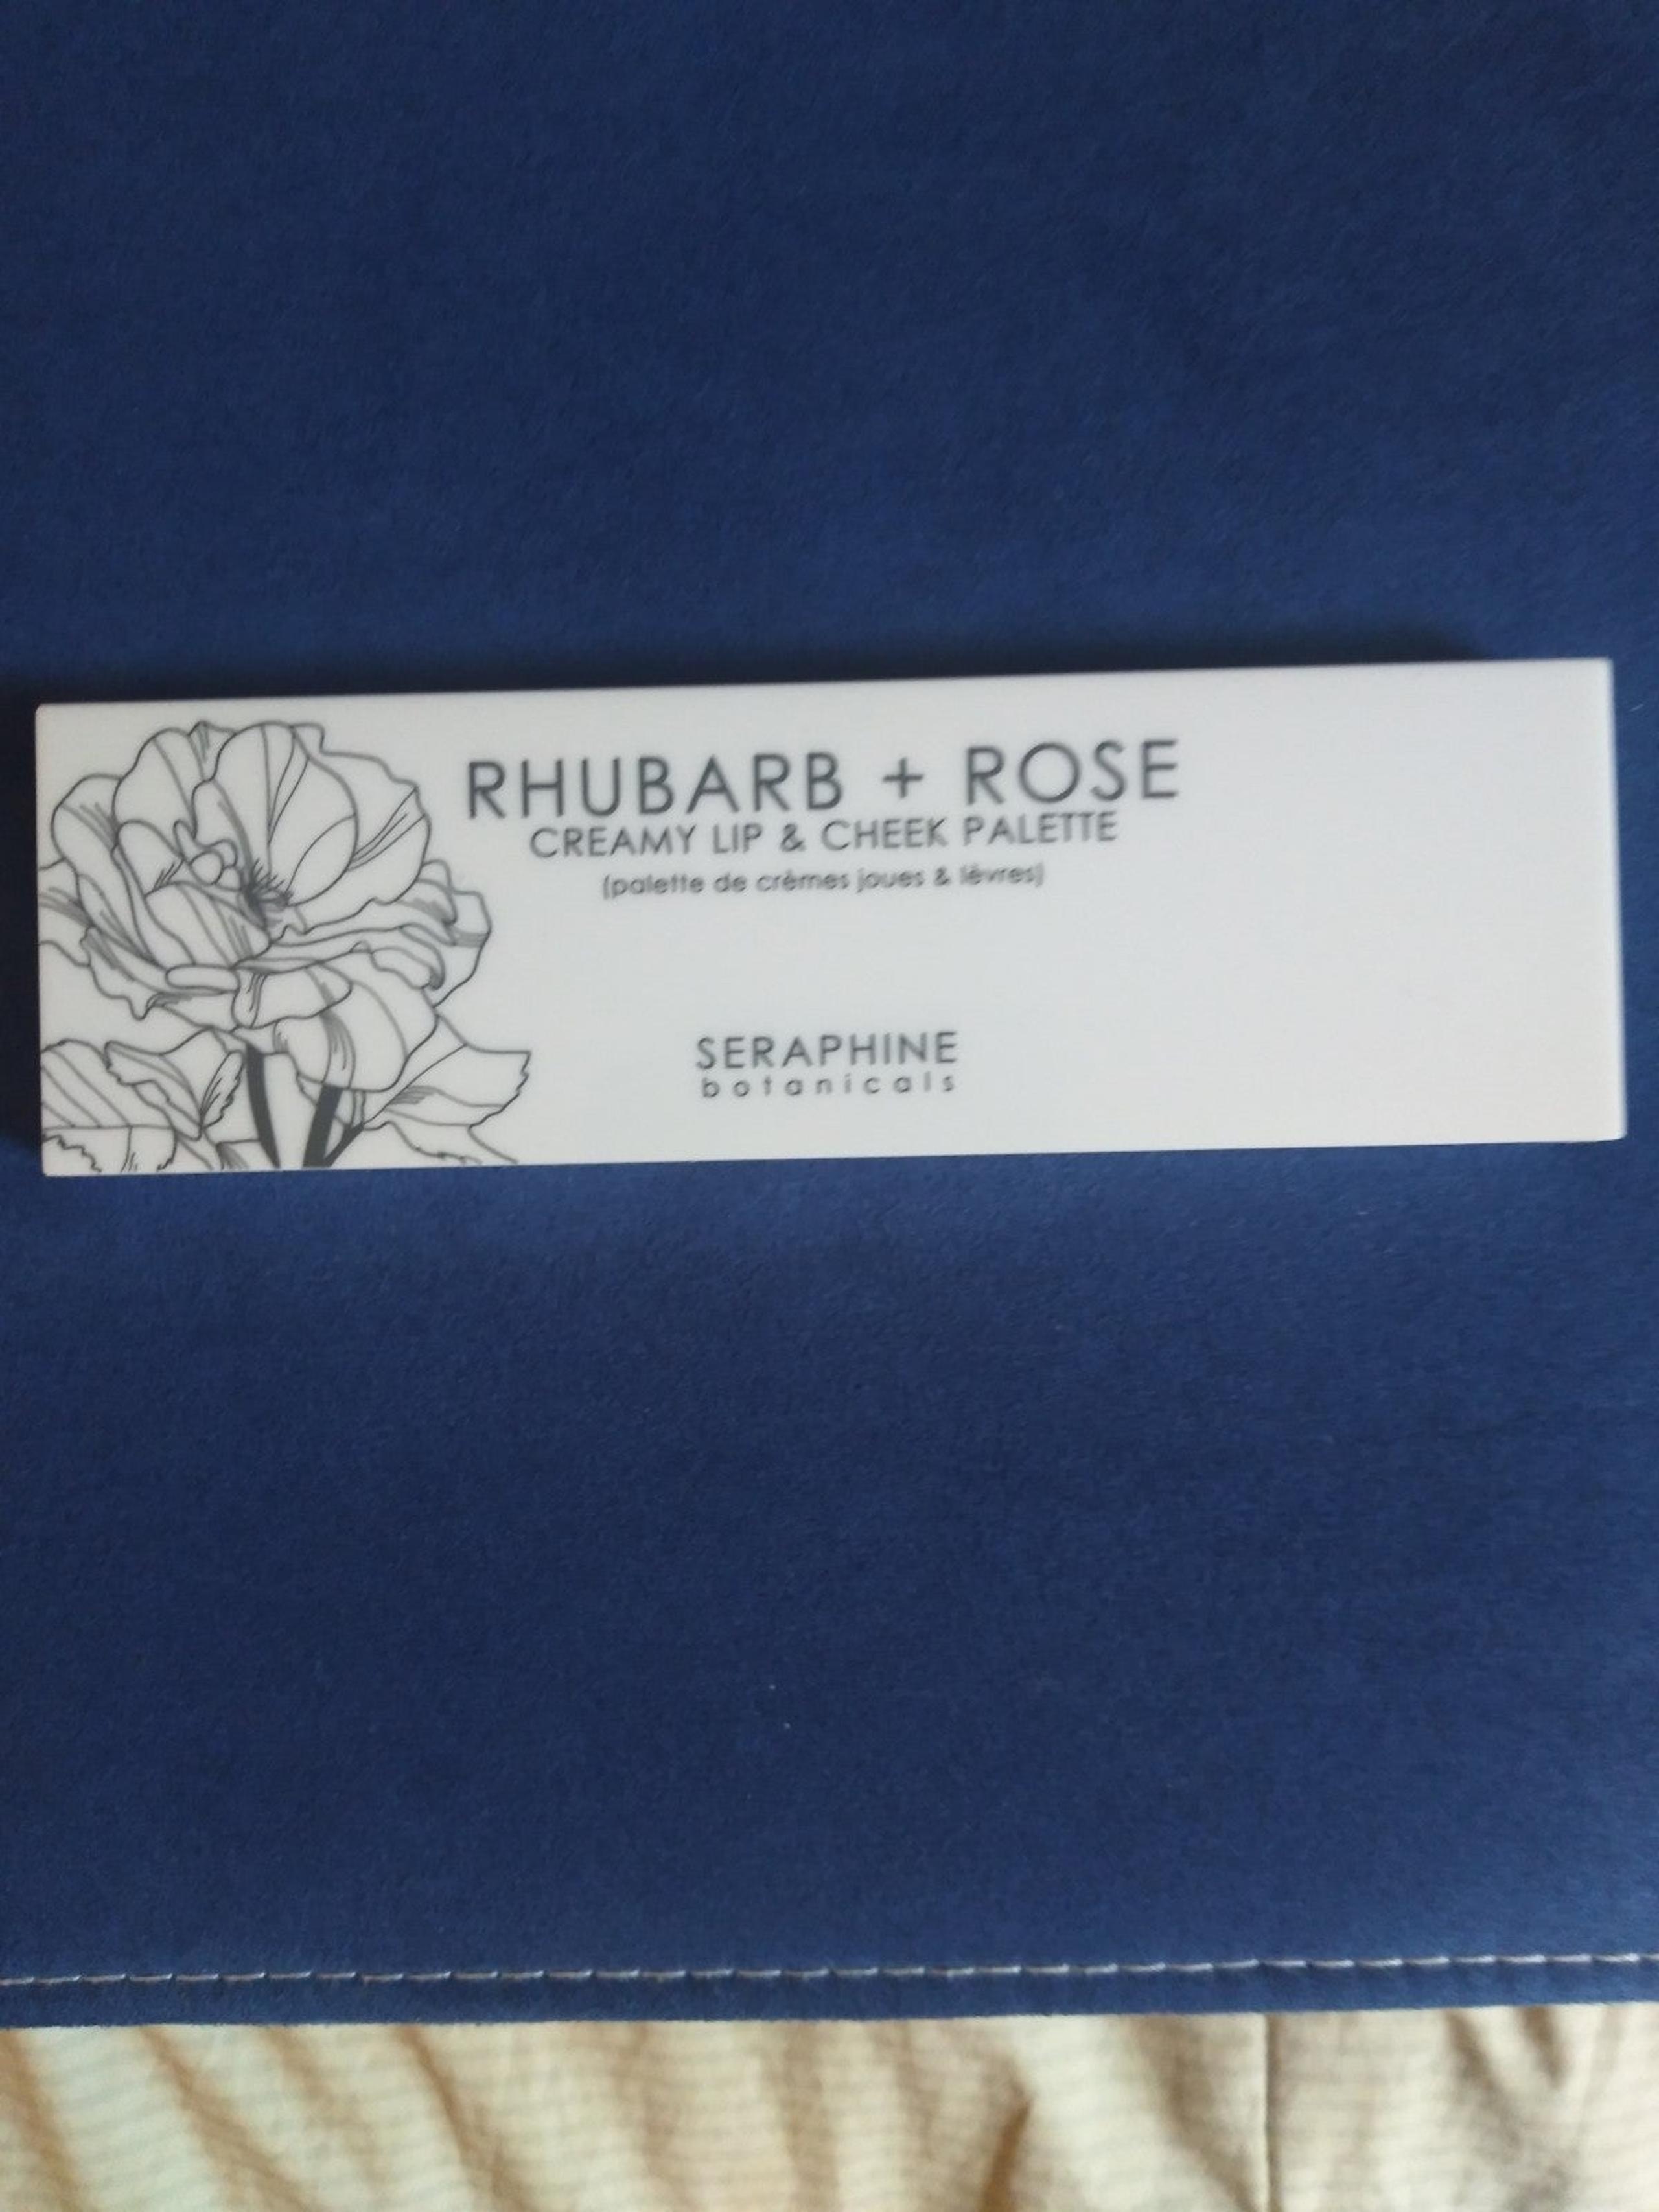 RHUBARB + ROSE
CREAMY LIP & CHEEK PALETTE
(palette de crèmes joues & lèvres)
SERAPHINE
botanicals